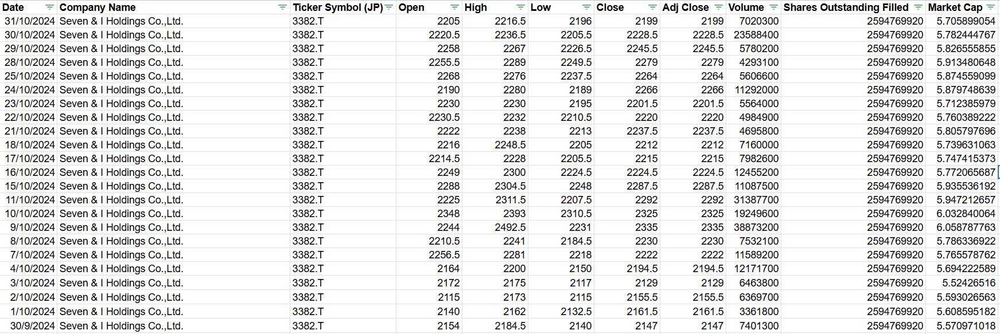 Date Company Name Ticker Symbol (JP) Open High Low Close Adj Close Volume Shares Outstanding Filled Market Cap
31/10/2024 Seven & I Holdings Co.,Ltd. 3382.T 2205 2216.5 2196 2199 2199 7020300 2594769920 5.705899054
30/10/2024 Seven & I Holdings Co.,Ltd. 3382.T 2220.5 2236.5 2205.5 2228.5 2228.5 23588400 2594769920 5.782444767
29/10/2024 Seven & I Holdings Co.,Ltd. 3382.T 2258 2267 2226.5 2245.5 2245.5 5780200 2594769920 5.826555855
28/10/2024 Seven & I Holdings Co.,Ltd. 3382.T 2255.5 2289 2249.5 2279 2279 4293100 2594769920 5.913480648
25/10/2024 Seven & I Holdings Co.,Ltd. 3382.T 2268 2276 2237.5 2264 2264 5606600 2594769920 5.874559099
24/10/2024 Seven & I Holdings Co.,Ltd. 3382.T 2190 2280 2189 2266 2266 11292000 2594769920 5.879748639
23/10/2024 Seven & I Holdings Co.,Ltd. 3382.T 2230 2230 2195 2201.5 2201.5 5564000 2594769920 5.712385979
22/10/2024 Seven & I Holdings Co.,Ltd. 3382.T 2230.5 2232 2210.5 2220 2220 4984900 2594769920 5.760389222
21/10/2024 Seven & I Holdings Co.,Ltd. 3382.T 2222 2238 2213 2237.5 2237.5 4695800 2594769920 5.805797696
18/10/2024 Seven & I Holdings Co.,Ltd. 3382.T 2216 2248.5 2205 2212 2212 7160000 2594769920 5.739631063
17/10/2024 Seven & I Holdings Co.,Ltd. 3382.T 2214.5 2228 2205.5 2215 2215 7982600 2594769920 5.747415373
16/10/2024 Seven & I Holdings Co.,Ltd. 3382.T 2249 2300 2224.5 2224.5 2224.5 12455200 2594769920 5.772065687
15/10/2024 Seven & I Holdings Co.,Ltd. 3382.T 2288 2304.5 2248 2287.5 2287.5 11087500 2594769920 5.935536192
11/10/2024 Seven & I Holdings Co.,Ltd. 3382.T 2225 2311.5 2207.5 2292 2292 31387700 2594769920 5.947212657
10/10/2024 Seven & I Holdings Co.,Ltd. 3382.T 2348 2393 2310.5 2325 2325 19249600 2594769920 6.032840064
9/10/2024 Seven & I Holdings Co.,Ltd. 3382.T 2244 2492.5 2231 2335 2335 38873200 2594769920 6.058787763
8/10/2024 Seven & I Holdings Co.,Ltd. 3382.T 2210.5 2241 2184.5 2230 2230 7532100 2594769920 5.786336922
7/10/2024 Seven & I Holdings Co.,Ltd. 3382.T 2256.5 2281 2218 2222 2222 11589200 2594769920 5.765578762
4/10/2024 Seven & I Holdings Co.,Ltd. 3382.T 2164 2200 2150 2194.5 2194.5 12171700 2594769920 5.694222589
3/10/2024 Seven & I Holdings Co.,Ltd. 3382.T 2172 2175 2117 2129 2129 6463800 2594769920 5.52426516
2/10/2024 Seven & I Holdings Co.,Ltd. 3382.T 2115 2173 2115 2155.5 2155.5 6369700 2594769920 5.593026563
1/10/2024 Seven & I Holdings Co.,Ltd. 3382.T 2140 2162 2132.5 2161.5 2161.5 3361800 2594769920 5.608595182
30/9/2024 Seven & I Holdings Co.,Ltd. 3382.T 2154 2184.5 2140 2147 2147 7401300 2594769920 5.570971018